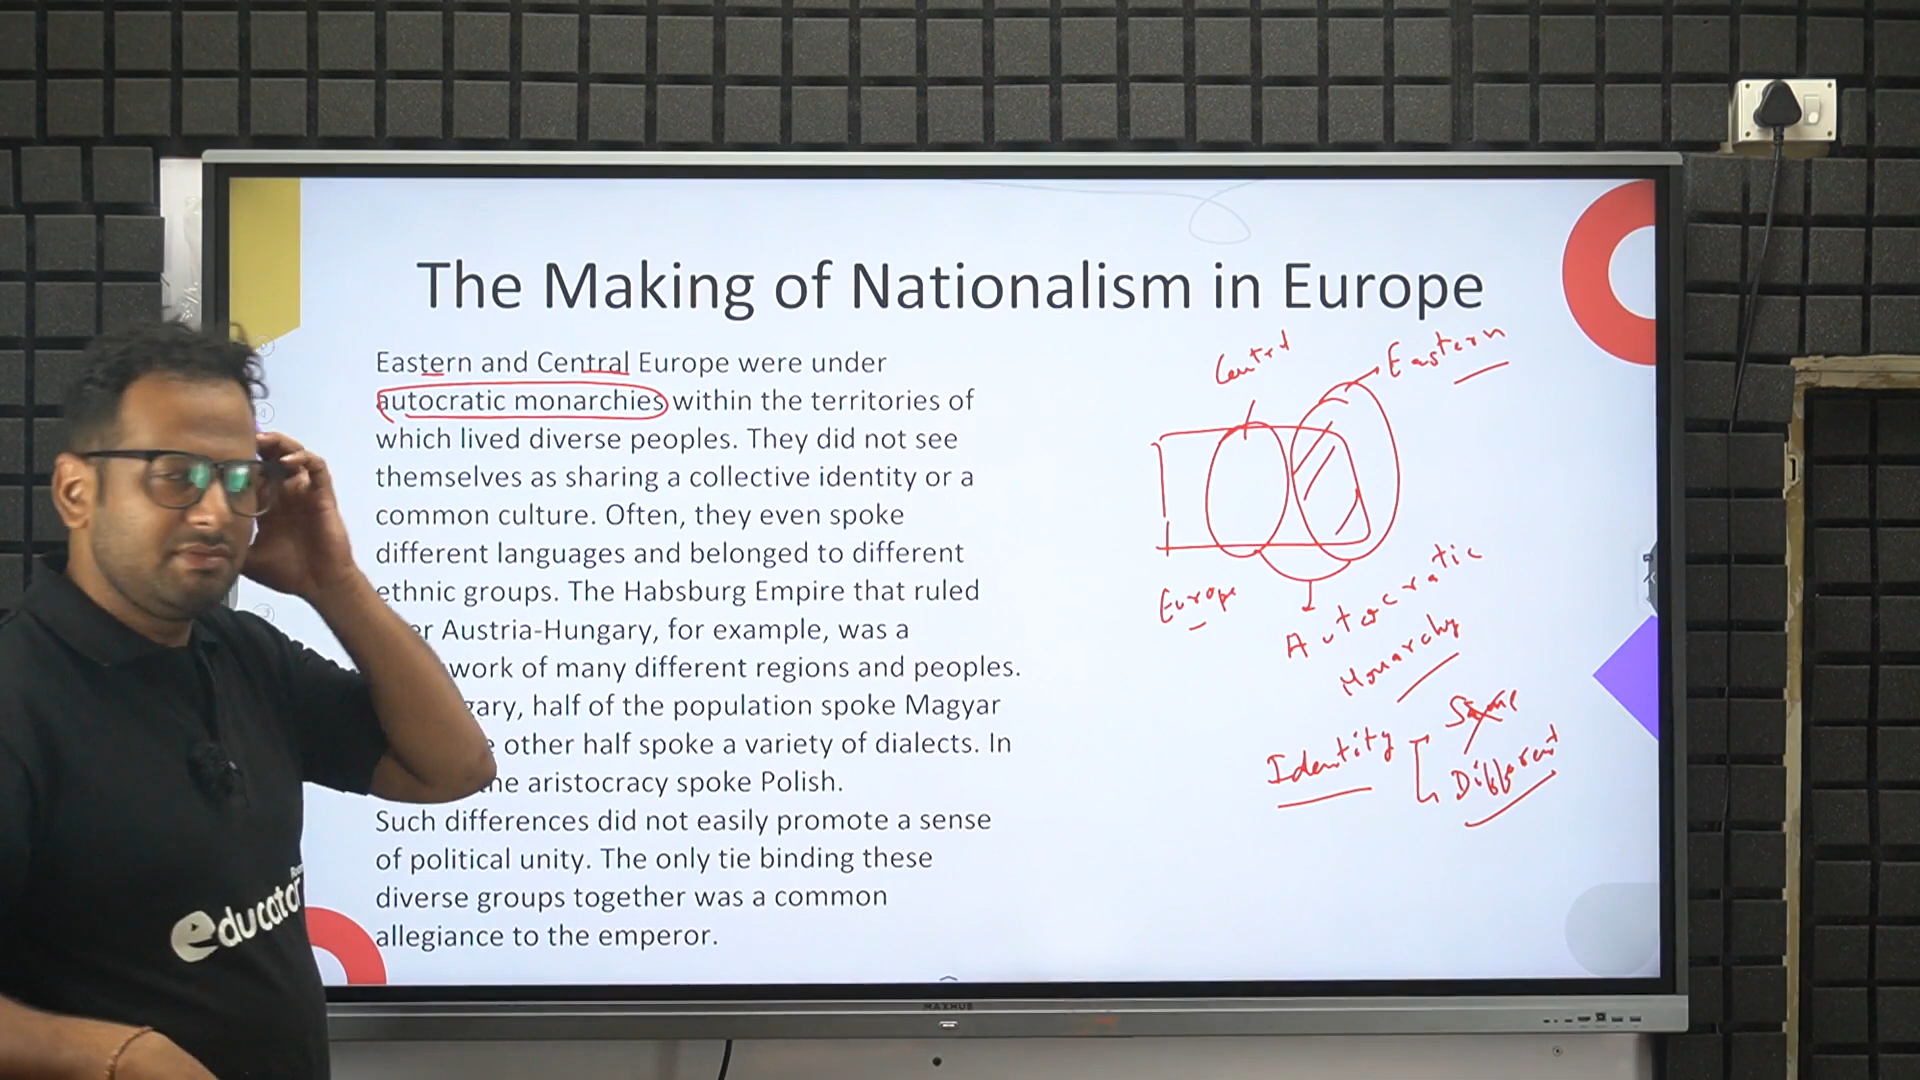 The Making of Nationalism in Europe
Eastern and Central Europe were under
autocratic monarchies within the territories of
which lived diverse peoples. They did not see
themselves as sharing a collective identity or a
common culture. Often, they even spoke
different languages and belonged to different
ethnic groups. The Habsburg Empire that ruled
Austria-Hungary, for example, was a
work of many different regions and peoples.
half of the population spoke Magyar
other half spoke a variety of dialects. In
aristocracy spoke Polish.
Such differences did not easily promote a sense
of political unity. The only tie binding these
diverse groups together was a common
allegiance to the emperor.
Central
Eastern
Europe
Autocratic
Monarchy
Identity
Same
Different
educator
MAXHUB